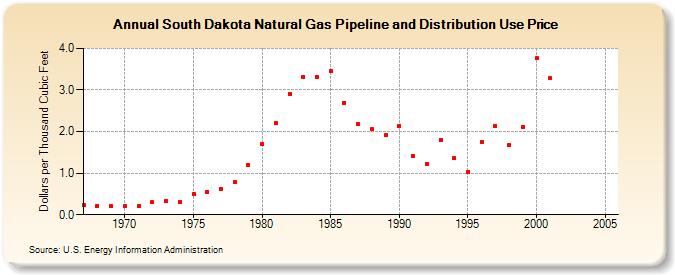 Annual South Dakota Natural Gas Pipeline and Distribution Use Price
Dollars per Thousand Cubic Feet
4.0
3.0
2.0
1.0
0.0
1970 1975 1980 1985 1990 1995 2000 2005
Source: U.S. Energy Information Administration